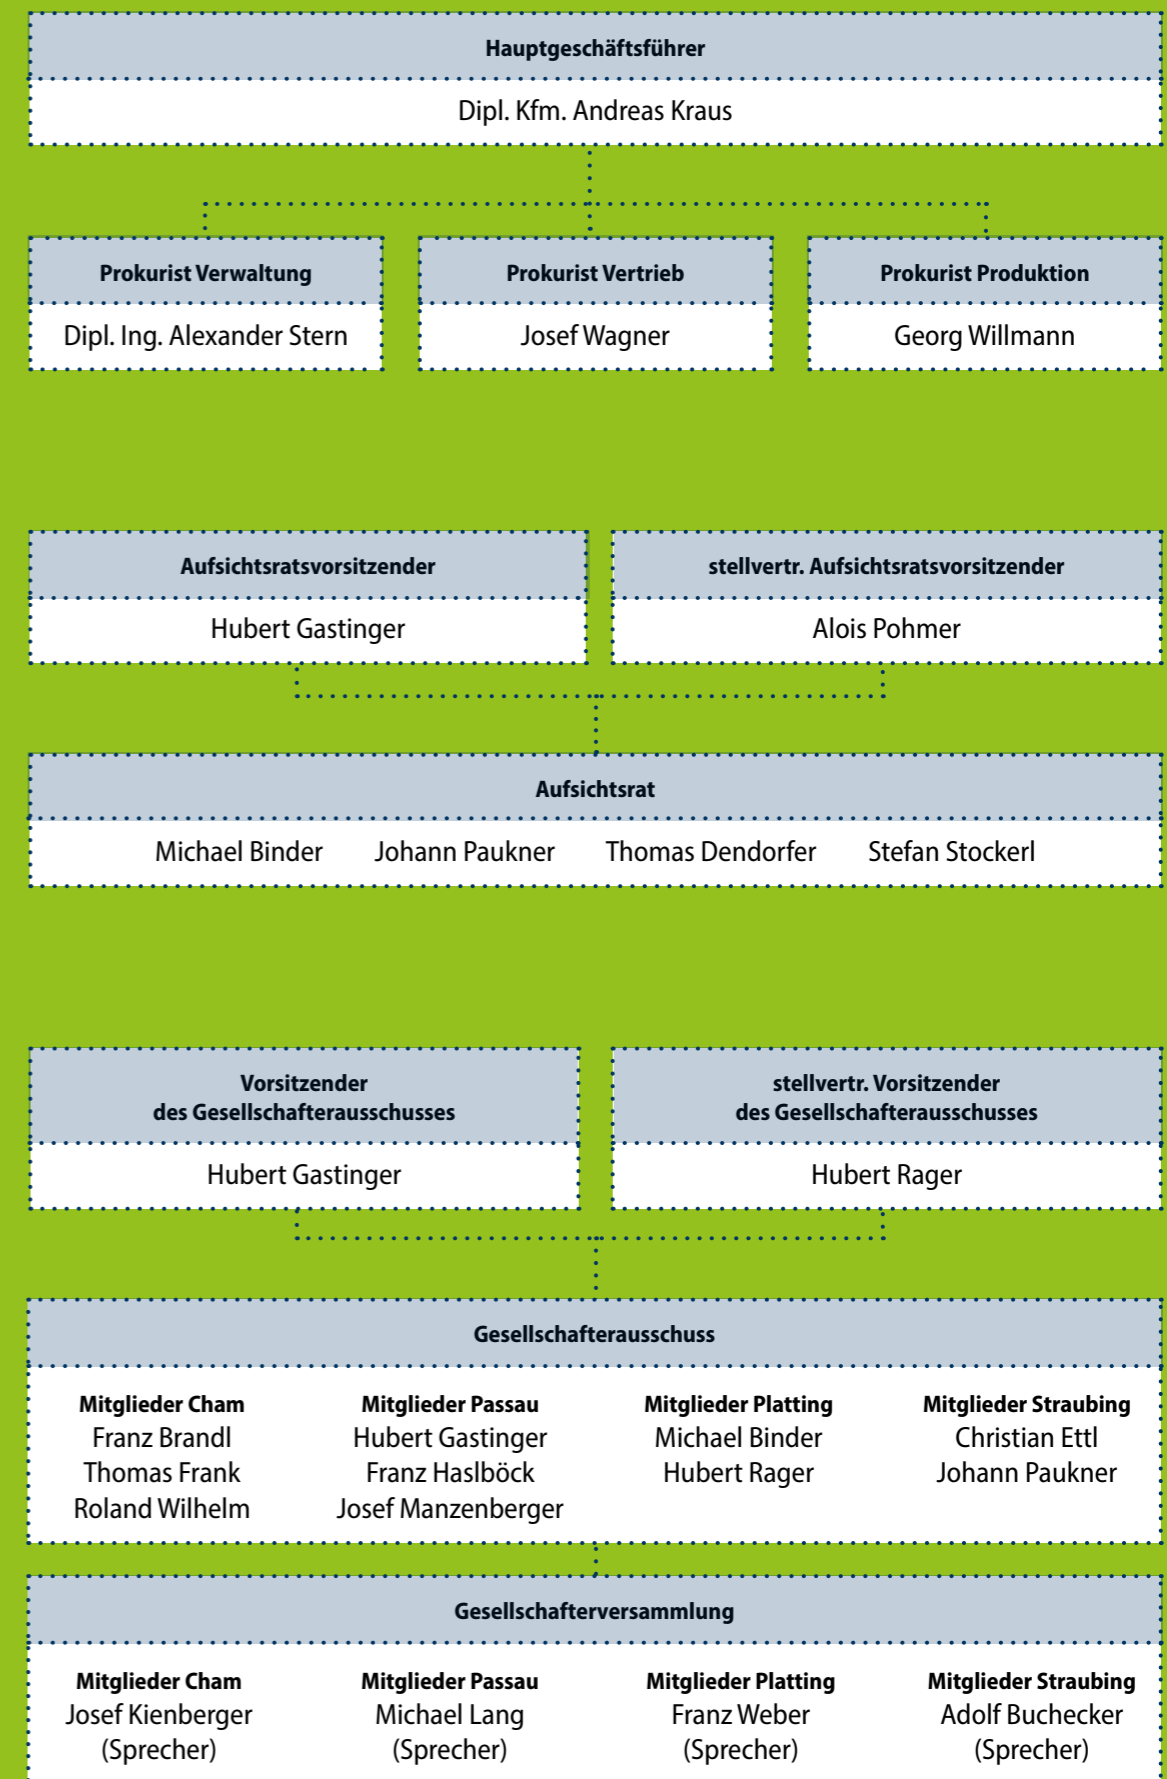 Hauptgeschäftsführer
Dipl. Kfm. Andreas Kraus
Prokurist Verwaltung
Dipl. Ing. Alexander Stern
Prokurist Vertrieb
Josef Wagner
Prokurist Produktion
Georg Willmann
Aufsichtsratsvorsitzender
Hubert Gastinger
stellvertr. Aufsichtsratsvorsitzender
Alois Pohmer
Aufsichtsrat
Michael Binder Johann Paukner Thomas Dendorfer Stefan Stockerl
Vorsitzender
des Gesellschafterausschusses
Hubert Gastinger
stellvertr. Vorsitzender
des Gesellschafterausschusses
Hubert Rager
Gesellschafterausschuss
Mitglieder Cham
Franz Brandl
Thomas Frank
Roland Wilhelm
Mitglieder Passau
Hubert Gastinger
Franz Haslböck
Josef Manzenberger
Mitglieder Platting
Michael Binder
Hubert Rager
Mitglieder Straubing
Christian Ettl
Johann Paukner
Gesellschafterversammlung
Mitglieder Cham
Josef Kienberger
(Sprecher)
Mitglieder Passau
Michael Lang
(Sprecher)
Mitglieder Platting
Franz Weber
(Sprecher)
Mitglieder Straubing
Adolf Buchecker
(Sprecher)